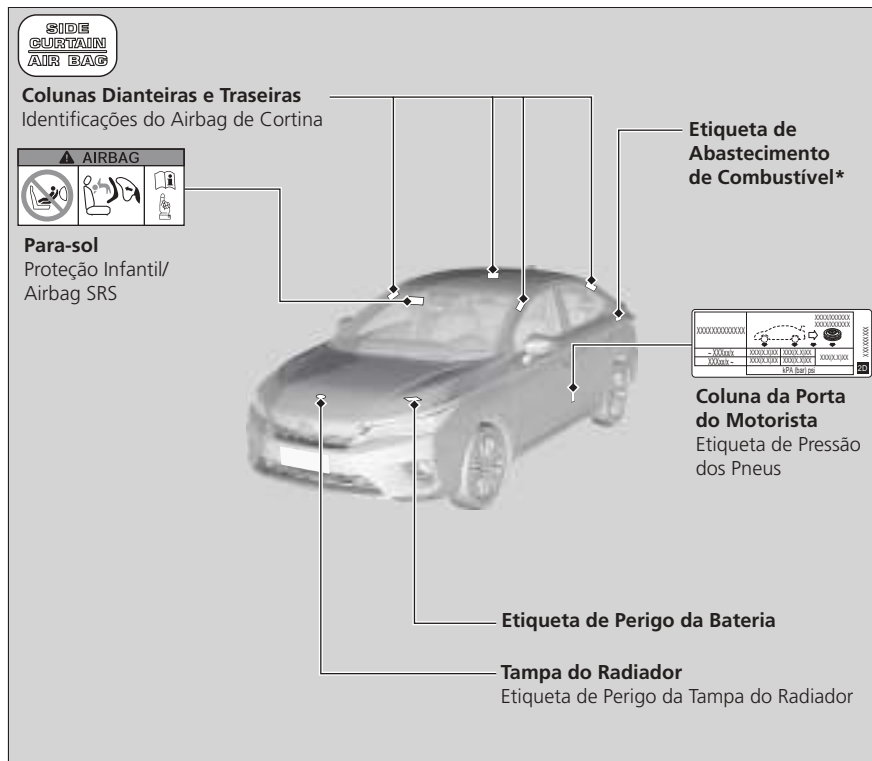 SIDE
CURTAIN
AIR BAG
Colunas Dianteiras e Traseiras
Identificações do Airbag de Cortina
AIRBAG
Para-sol
Proteção Infantil/
Airbag SRS
Etiqueta de
Abastecimento
de Combustível*
kPA (bar) psi
2D
Coluna da Porta
do Motorista
Etiqueta de Pressão
dos Pneus
Etiqueta de Perigo da Bateria
Tampa do Radiador
Etiqueta de Perigo da Tampa do Radiador